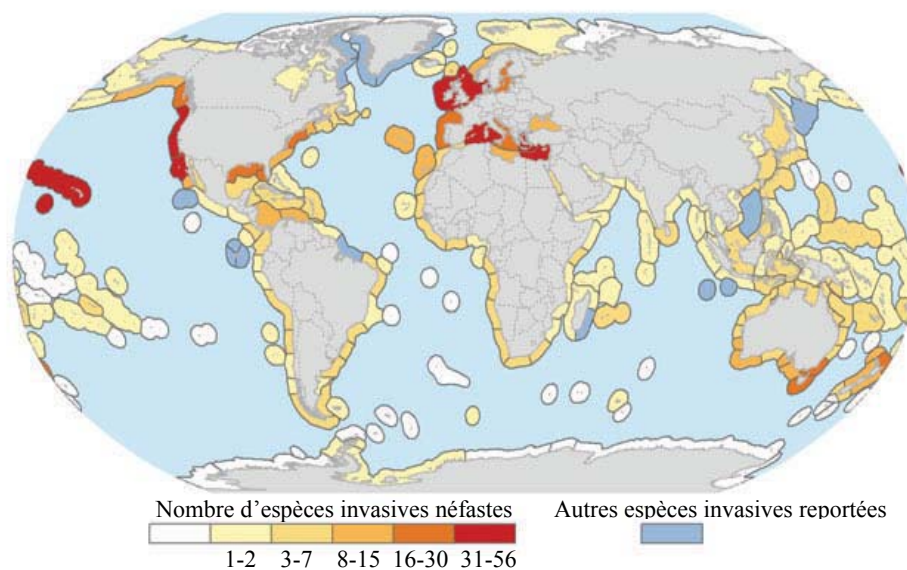 Nombre d'espèces invasives néfastes
Autres espèces invasives reportées
1-2 3-7 8-15 16-30 31-56